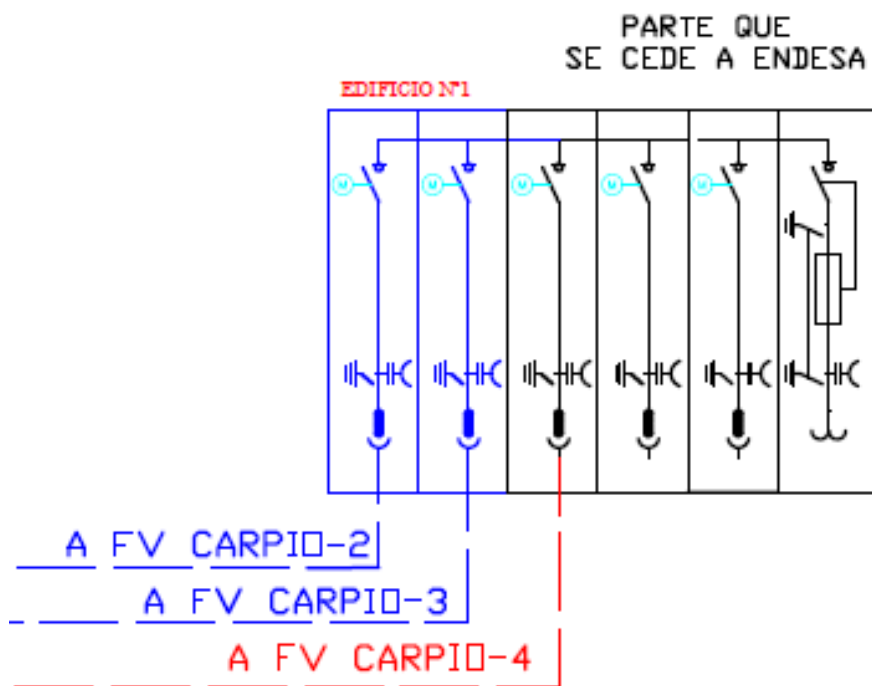 PARTE QUE
SE CEDE A ENDESA
EDIFICIO Nº1
M M M M M
A FV CARPIO-2
A FV CARPIO-3
A FV CARPIO-4